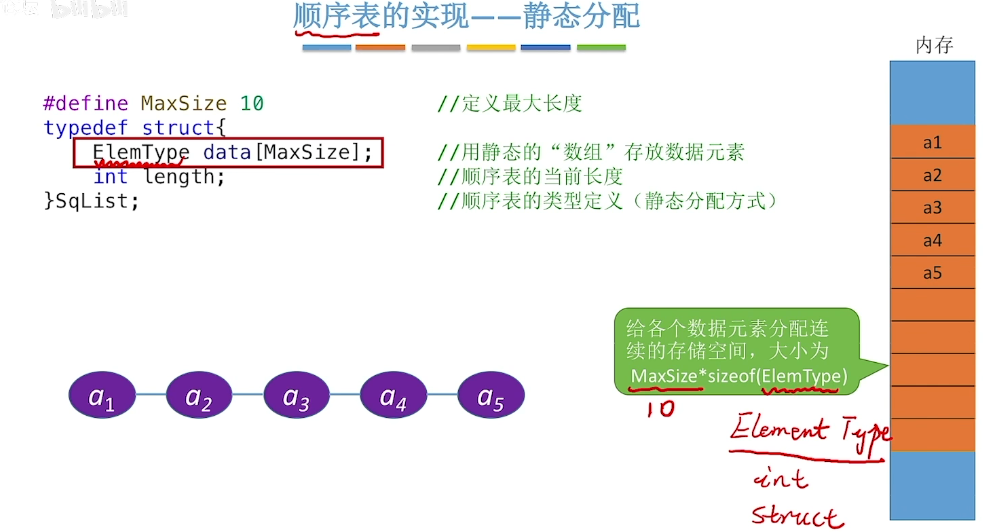 顺序表的实现——静态分配
内存
#define MaxSize 10 //定义最大长度
typedef struct{
ElemType data[MaxSize]; //用静态的“数组”存放数据元素
int length; //顺序表的当前长度
}SqList; //顺序表的类型定义（静态分配方式）
a1
a2
a3
a4
a5
给各个数据元素分配连
续的存储空间，大小为
MaxSize*sizeof(ElemType)
10
Element Type
int
struct
a1 a2 a3 a4 a5